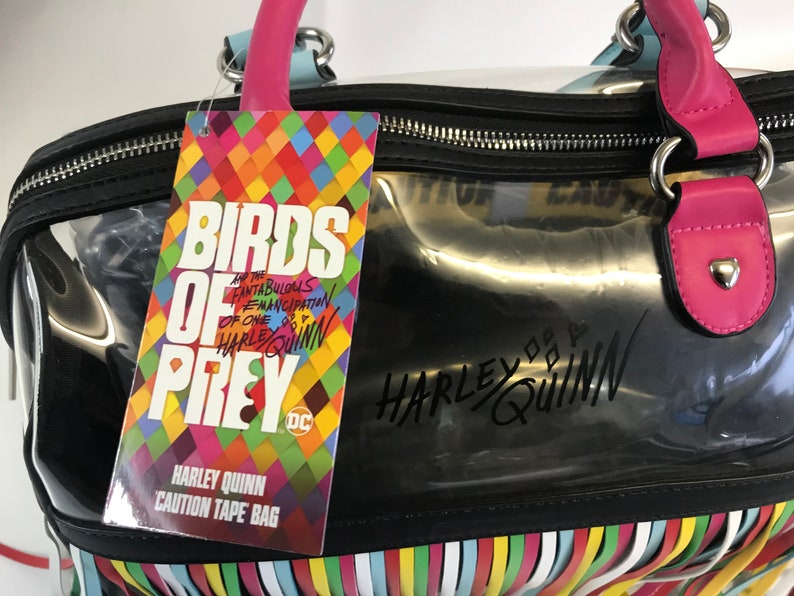 BIRDS
OF
PREY
AND THE
FANTABULOUS
EMANCIPATION
OF ONE
HARLEY QUINN
DC
HARLEY QUINN
'CAUTION TAPE' BAG
CAUTION
HARLEY QUINN